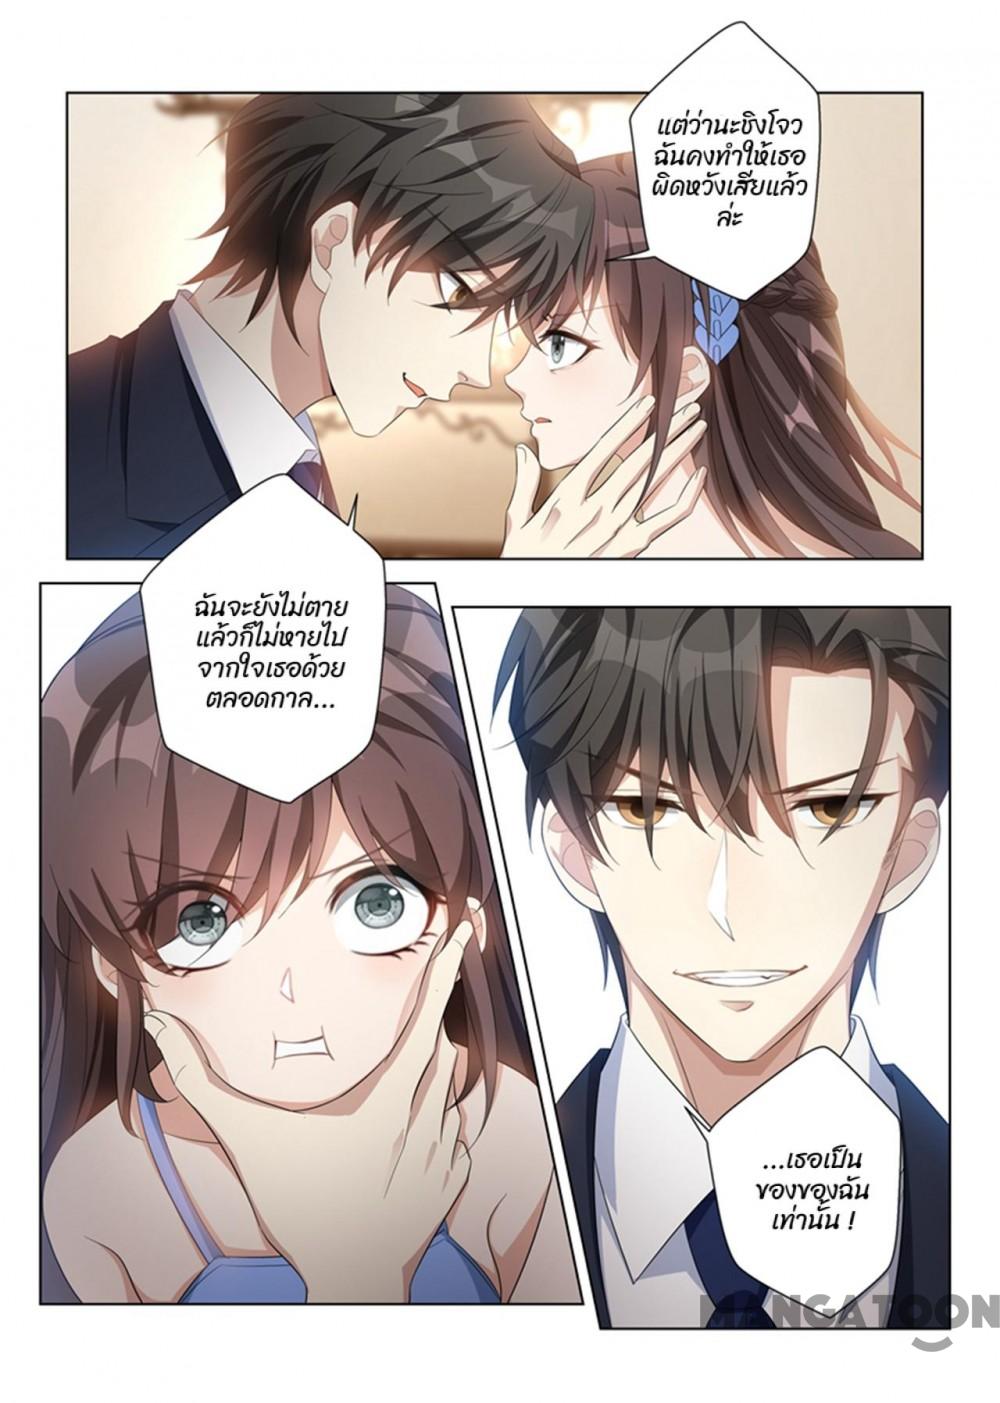 แต่ว่านะชิงโจว
ฉันคงทำให้เธอ
ผิดหวังเสียแล้ว
ล่ะ
ฉันจะยังไม่ตาย
แล้วก็ไม่หายไป
จากใจเธอด้วย
ตลอดกาล...
...เธอเป็น
ของของฉัน
เท่านั้น !
MANGATOON